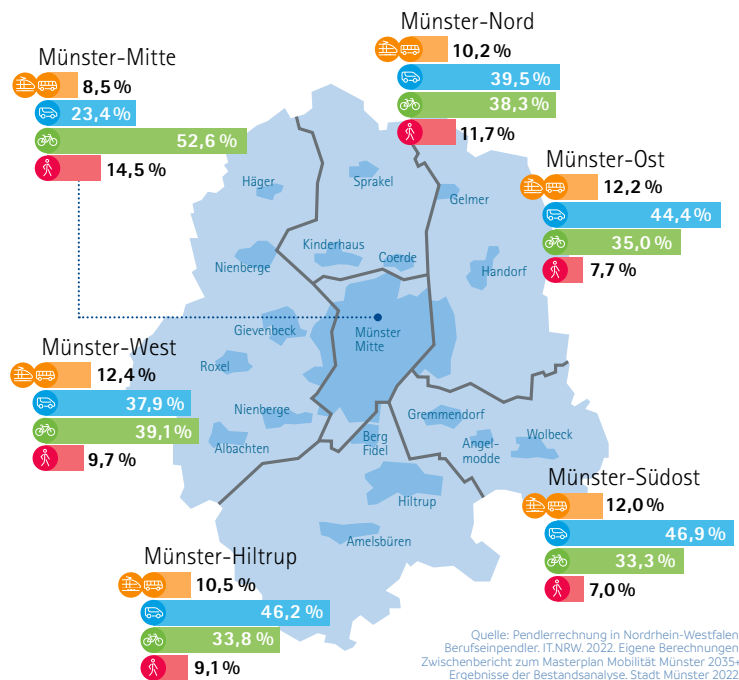 Münster-Nord
10,2 %
39,5 %
38,3 %
11,7 %
Münster-Mitte
8,5 %
23,4 %
52,6 %
14,5 %
Münster-Ost
12,2 %
44,4 %
35,0 %
7,7 %
Häger
Sprakel
Gelmer
Kinderhaus
Coerde
Nienberge
Handorf
Gievenbeck
Münster
Mitte
Münster-West
12,4 %
37,9 %
39,1 %
9,7 %
Roxel
Nienberge
Albachten
Gremmendorf
Berg
Fidel
Angel-
modde
Wolbeck
Hiltrup
Amelsbüren
Münster-Südost
12,0 %
46,9 %
33,3 %
7,0 %
Münster-Hiltrup
10,5 %
46,2 %
33,8 %
9,1 %
Quelle: Pendlerrechnung in Nordrhein-Westfalen
Berufseinpendler. IT.NRW. 2022. Eigene Berechnungen
Zwischenbericht zum Masterplan Mobilität Münster 2035+
Ergebnisse der Bestandsanalyse. Stadt Münster 2022